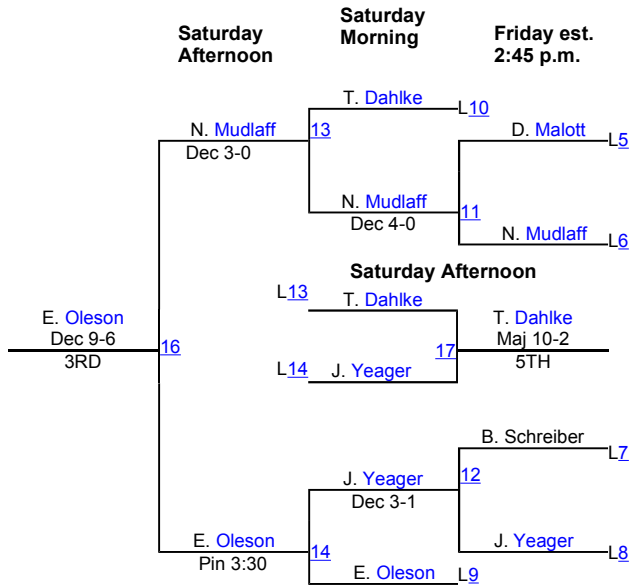 Saturday Afternoon
Saturday Morning
Friday est. 2:45 p.m.
T. Dahlke
L10
N. Mudlaff
13
D. Malott
L5
Dec 3-0
N. Mudlaff
11
Dec 4-0
N. Mudlaff
L6
Saturday Afternoon
L13
T. Dahlke
E. Oleson
T. Dahlke
Dec 9-6
16
17
Maj 10-2
3RD
L14
J. Yeager
5TH
B. Schreiber
L7
J. Yeager
12
Dec 3-1
E. Oleson
14
J. Yeager
L8
Pin 3:30
E. Oleson
L9